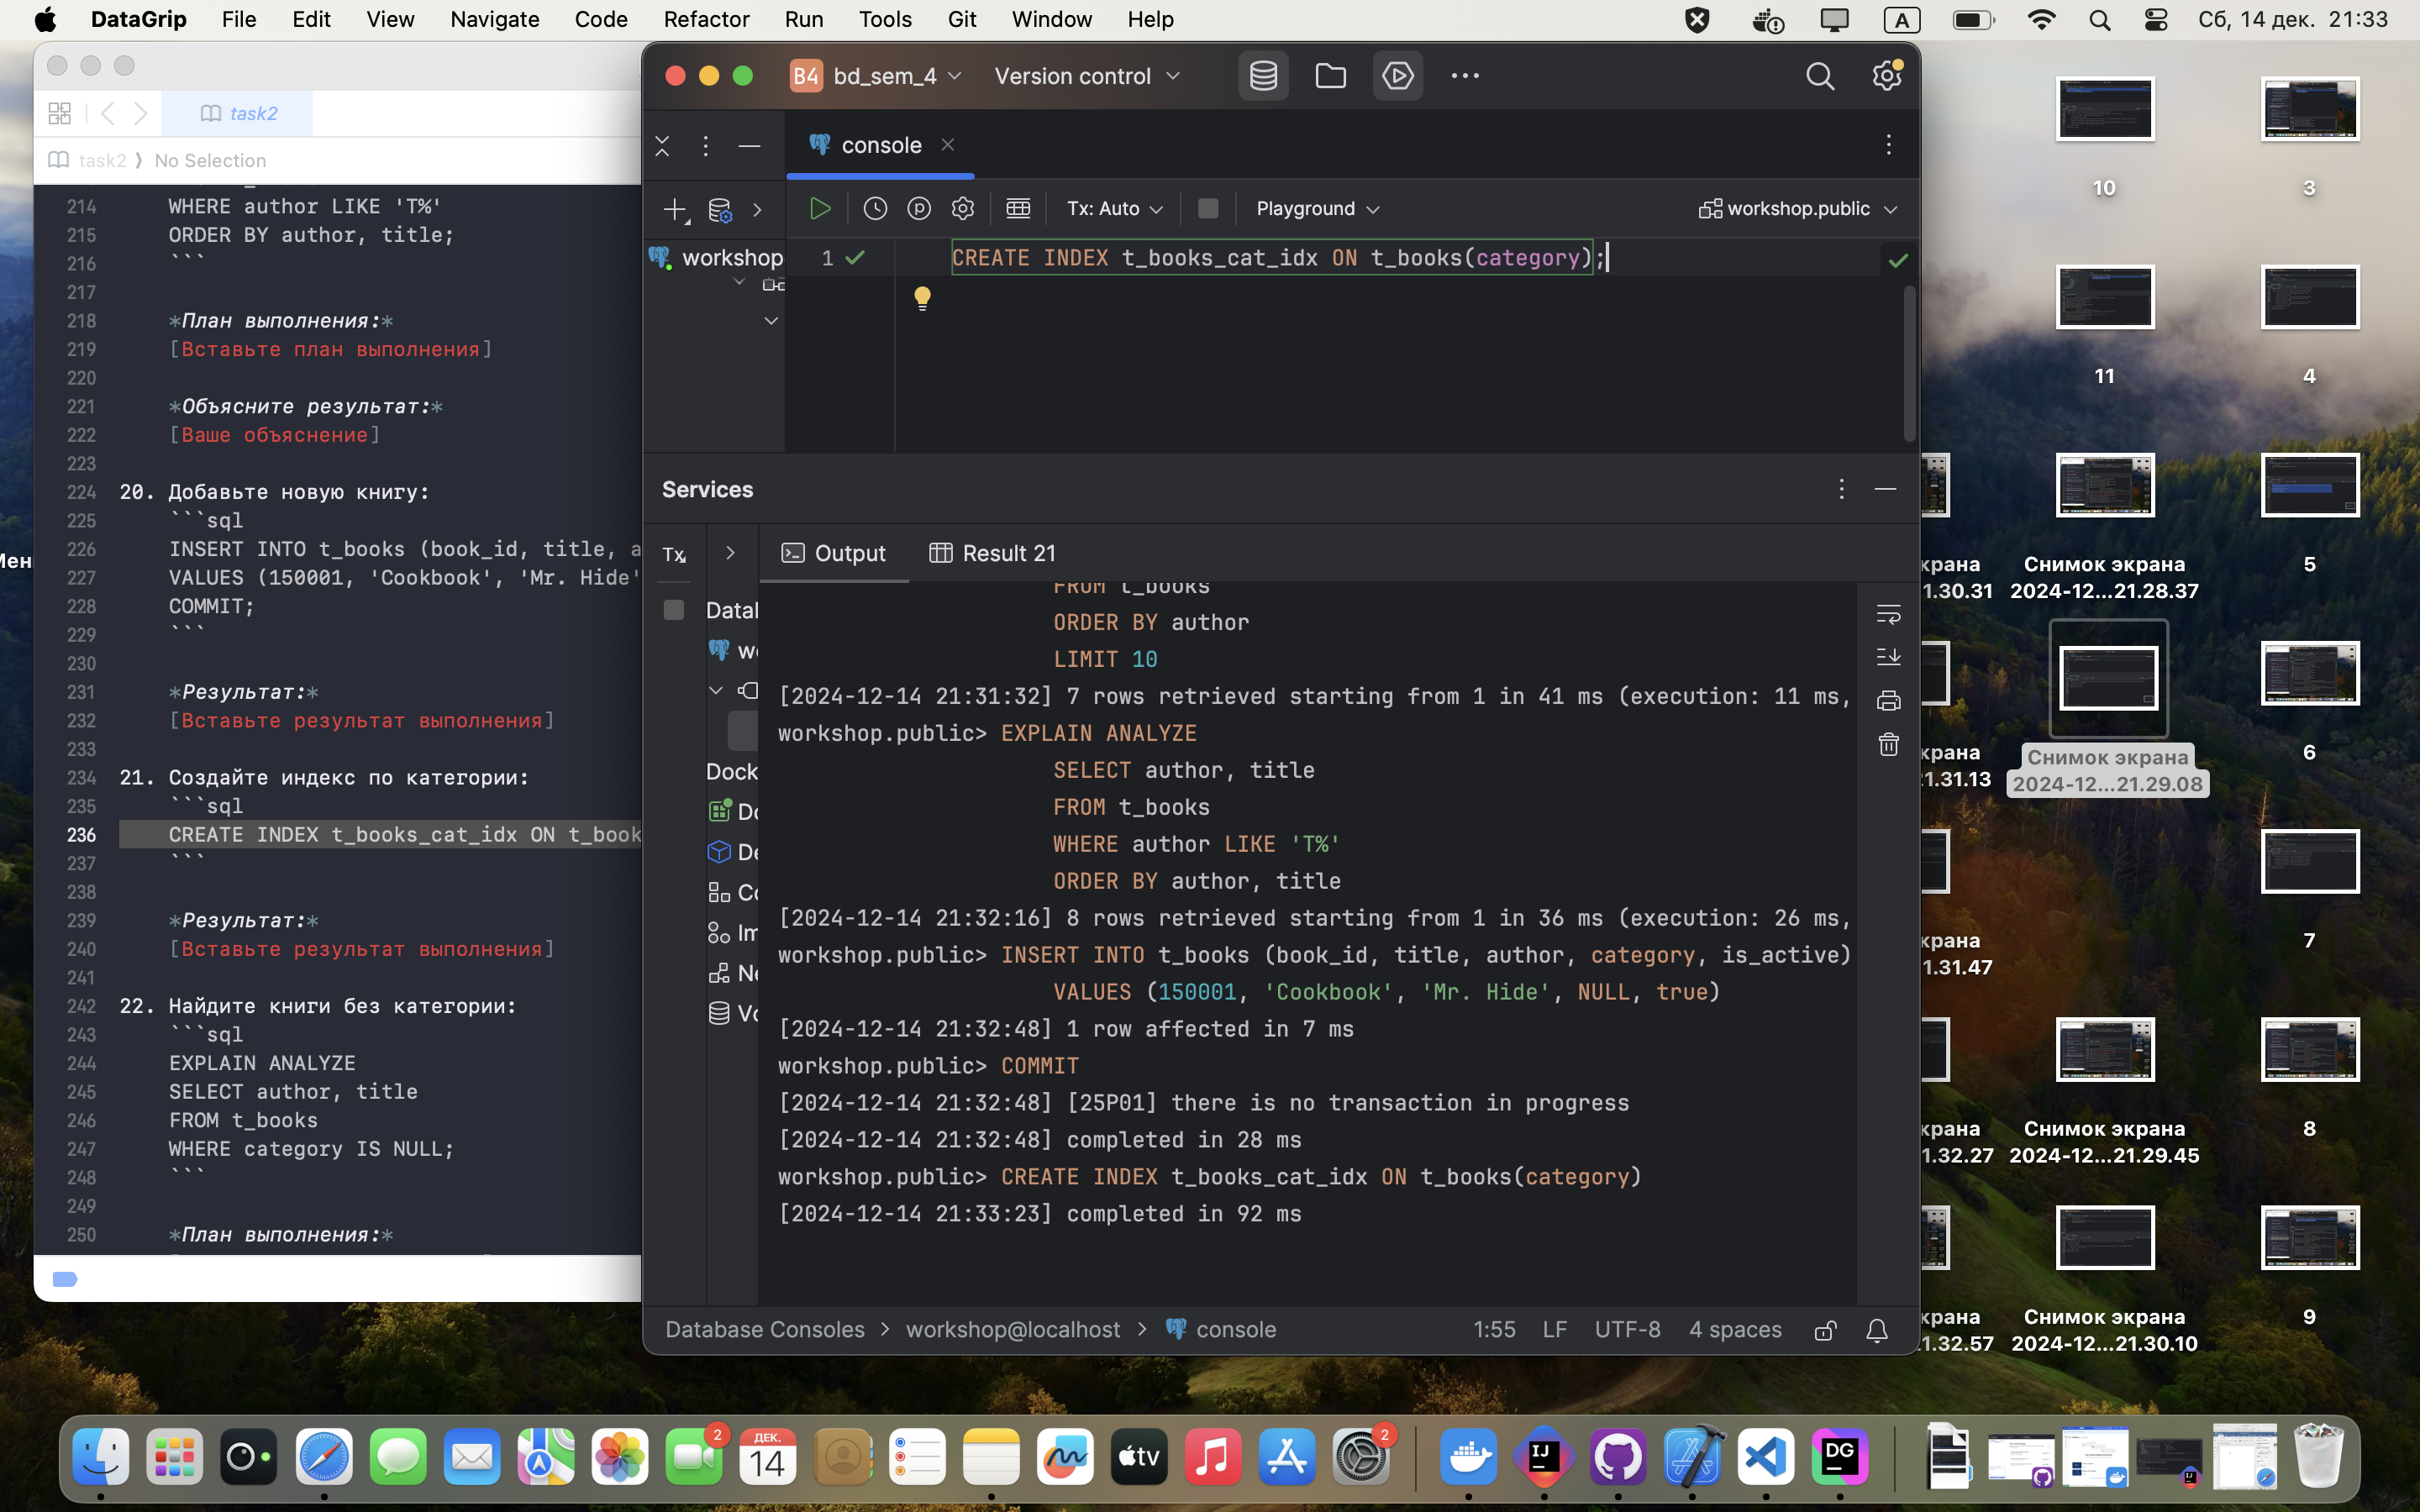 DataGrip File Edit View Navigate Code Refactor Run Tools Git Window Help
A Сб, 14 дек. 21:33
task2
task2 ⟩ No Selection
214 WHERE author LIKE 'T%'
215 ORDER BY author, title;
216 ```
217
218 *План выполнения:*
219 [Вставьте план выполнения]
220
221 *Объясните результат:*
222 [Ваше объяснение]
223
224 20. Добавьте новую книгу:
225 ```sql
226 INSERT INTO t_books (book_id, title, a
227 VALUES (150001, 'Cookbook', 'Mr. Hide'
228 COMMIT;
229 ```
230
231 *Результат:*
232 [Вставьте результат выполнения]
233
234 21. Создайте индекс по категории:
235 ```sql
236 CREATE INDEX t_books_cat_idx ON t_book
237 ```
238
239 *Результат:*
240 [Вставьте результат выполнения]
241
242 22. Найдите книги без категории:
243 ```sql
244 EXPLAIN ANALYZE
245 SELECT author, title
246 FROM t_books
247 WHERE category IS NULL;
248 ```
249
250 *План выполнения:*
B4 bd_sem_4 Version control
console
Tx: Auto Playground workshop.public
workshop
1 CREATE INDEX t_books_cat_idx ON t_books(category);
Services
Tx
Output Result 21
FROM t_books
ORDER BY author
LIMIT 10
[2024-12-14 21:31:32] 7 rows retrieved starting from 1 in 41 ms (execution: 11 ms,
workshop.public> EXPLAIN ANALYZE
SELECT author, title
FROM t_books
WHERE author LIKE 'T%'
ORDER BY author, title
[2024-12-14 21:32:16] 8 rows retrieved starting from 1 in 36 ms (execution: 26 ms,
workshop.public> INSERT INTO t_books (book_id, title, author, category, is_active)
VALUES (150001, 'Cookbook', 'Mr. Hide', NULL, true)
[2024-12-14 21:32:48] 1 row affected in 7 ms
workshop.public> COMMIT
[2024-12-14 21:32:48] [25P01] there is no transaction in progress
[2024-12-14 21:32:48] completed in 28 ms
workshop.public> CREATE INDEX t_books_cat_idx ON t_books(category)
[2024-12-14 21:33:23] completed in 92 ms
Datal
w
Dock
Do
De
Co
Im
Ne
Vo
Database Consoles > workshop@localhost > console 1:55 LF UTF-8 4 spaces
10 3
11 4
крана Снимок экрана 5
1.30.31 2024-12...21.28.37
крана Снимок экрана 6
1.31.13 2024-12...21.29.08
крана 7
1.31.47
крана Снимок экрана 8
1.32.27 2024-12...21.29.45
крана Снимок экрана 9
1.32.57 2024-12...21.30.10
2 ДЕК. 14 tv 2 IJ DG